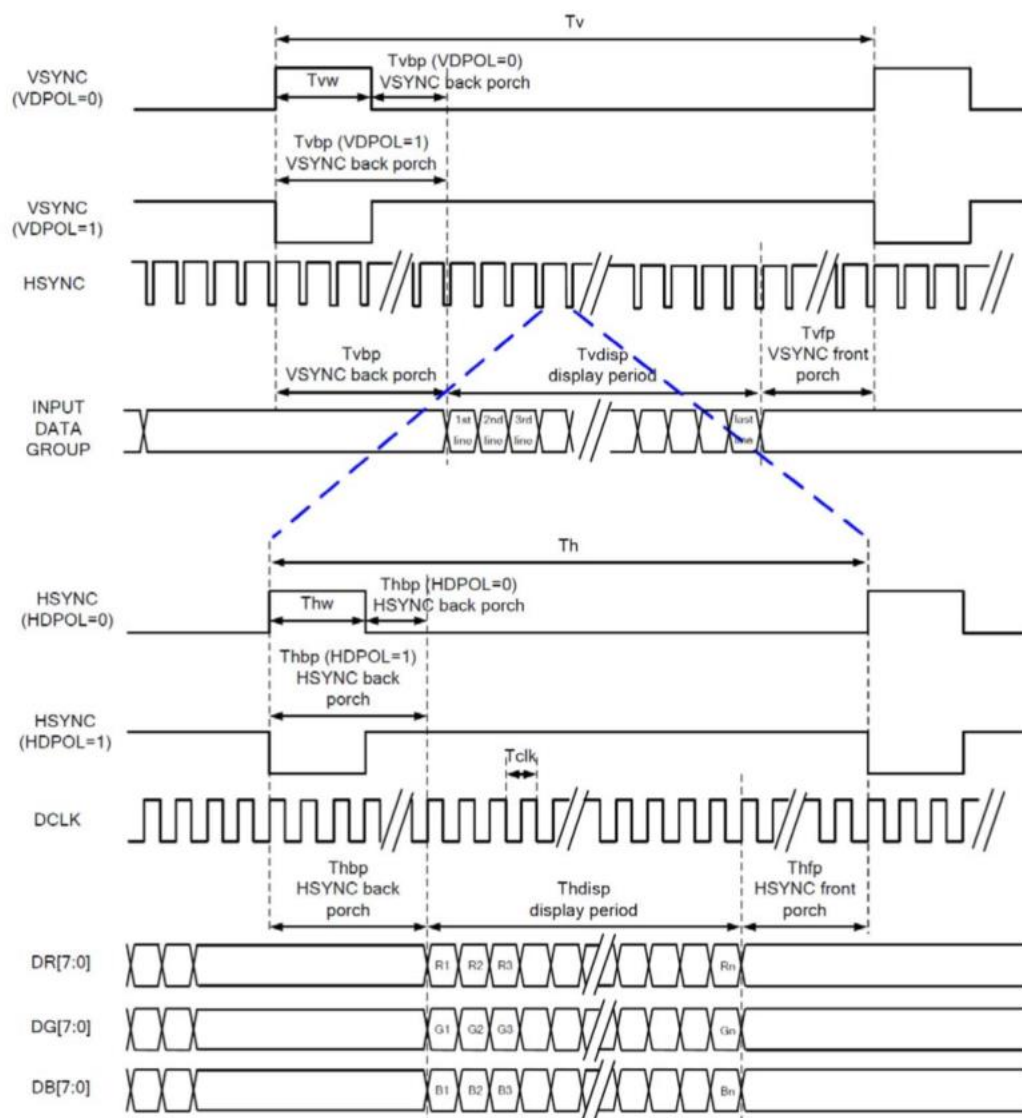 Tv
VSYNC
(VDPOL=0)
Tvw
Tvbp (VDPOL=0)
VSYNC back porch
Tvbp (VDPOL=1)
VSYNC back porch
VSYNC
(VDPOL=1)
HSYNC
Tvbp
VSYNC back porch
Tvdisp
display period
Tvfp
VSYNC front
porch
INPUT
DATA
GROUP
1st
line
2nd
line
3rd
line
last
line
Th
HSYNC
(HDPOL=0)
Thw
Thbp (HDPOL=0)
HSYNC back porch
Thbp (HDPOL=1)
HSYNC back
porch
HSYNC
(HDPOL=1)
Tclk
DCLK
Thbp
HSYNC back
porch
Thdisp
display period
Thfp
HSYNC front
porch
DR[7:0]
R1 R2 R3 Rn
DG[7:0]
G1 G2 G3 Gn
DB[7:0]
B1 B2 B3 Bn